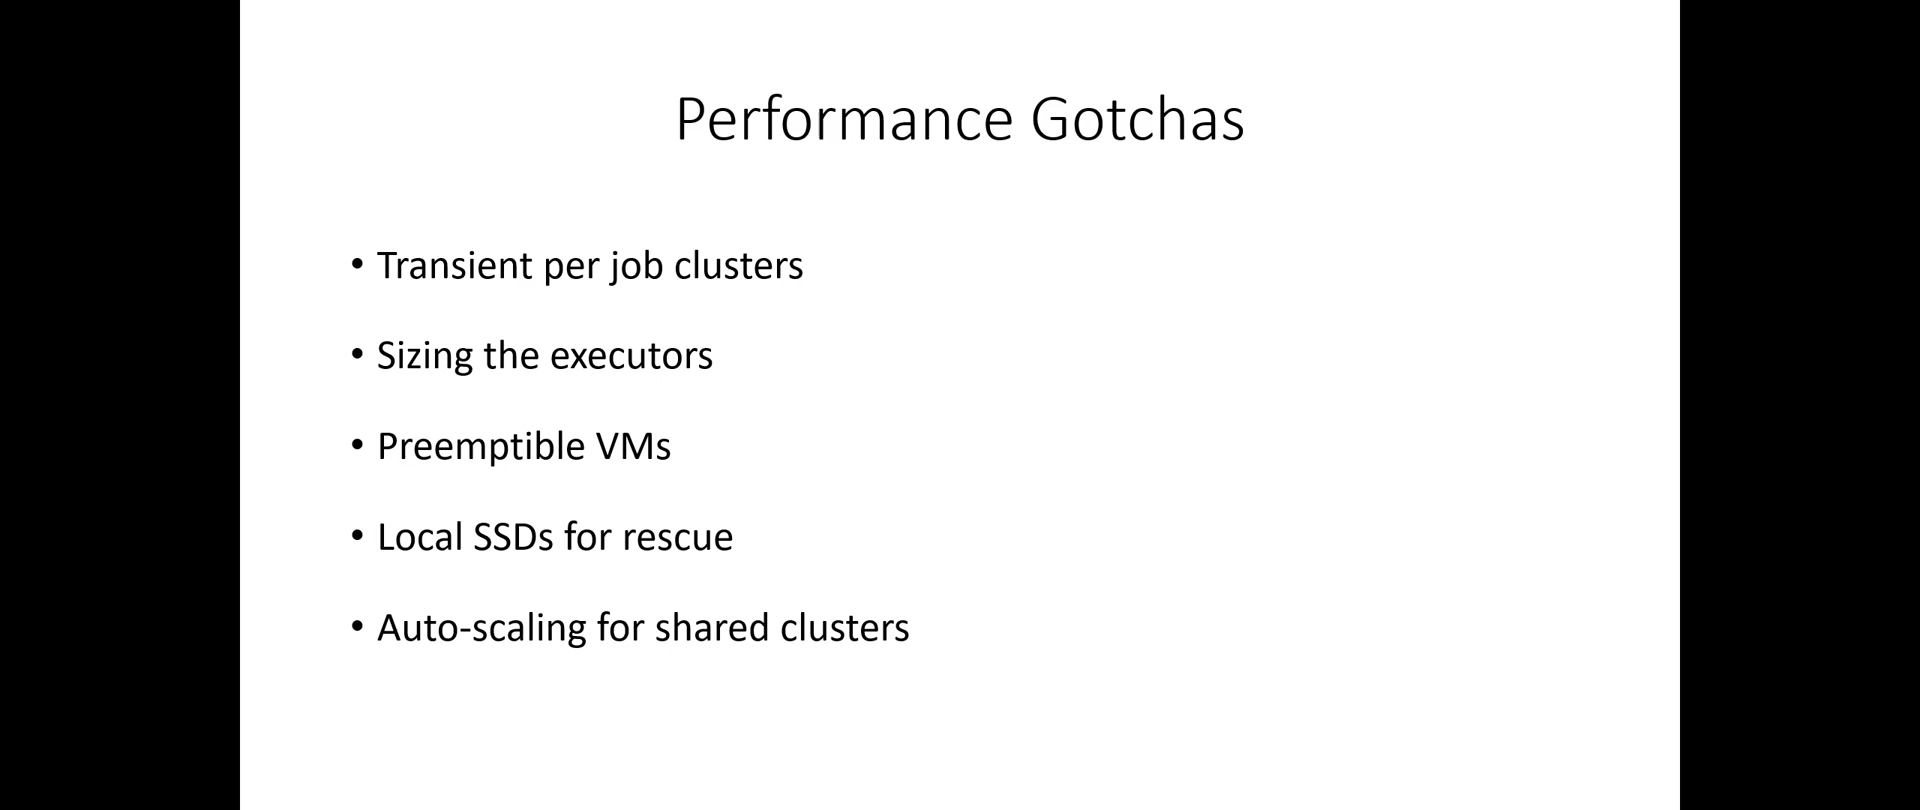 Performance Gotchas
• Transient per job clusters
• Sizing the executors
• Preemptible VMs
• Local SSDs for rescue
• Auto-scaling for shared clusters